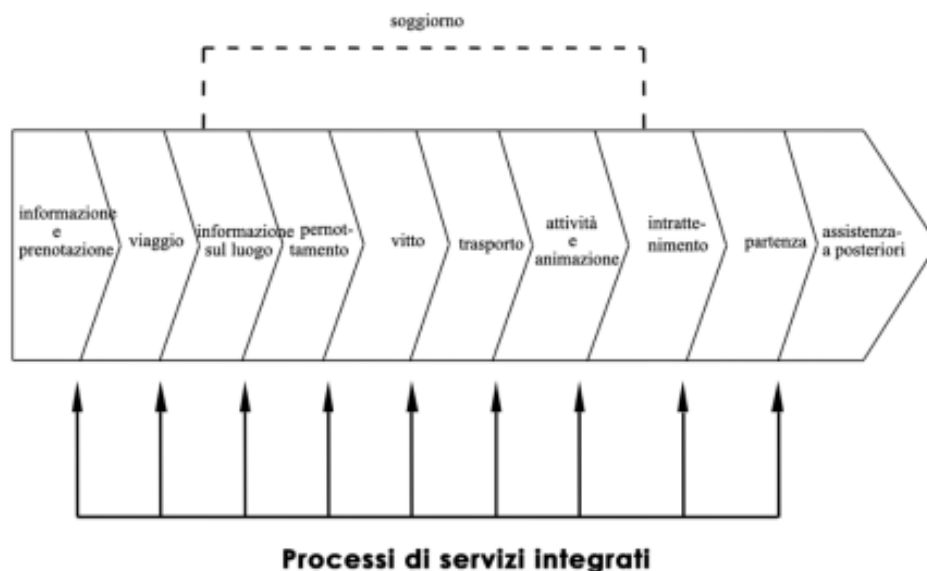 soggiorno
informazione
e
prenotazione
viaggio
informazione
sul luogo
pernot-
tamento
vitto
trasporto
attività
e
animazione
intratte-
nimento
partenza
assistenza-
a posteriori
Processi di servizi integrati